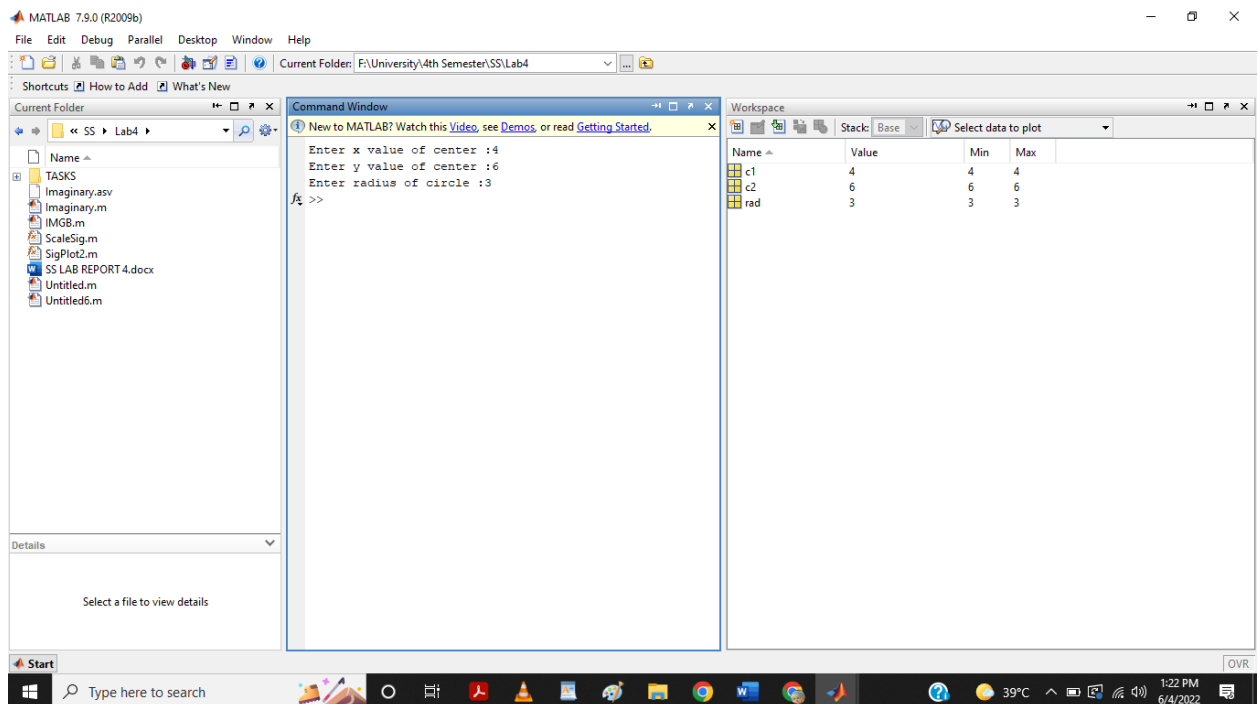 MATLAB 7.9.0 (R2009b)
File Edit Debug Parallel Desktop Window Help
Current Folder: F:\University\4th Semester\SS\Lab4 ...
Shortcuts How to Add What's New
Current Folder
« SS Lab4
Name
TASKS
Imaginary.asv
Imaginary.m
IMGB.m
ScaleSig.m
SigPlot2.m
SS LAB REPORT 4.docx
Untitled.m
Untitled6.m
Details
Select a file to view details
Command Window
New to MATLAB? Watch this Video, see Demos, or read Getting Started.
Enter x value of center :4
Enter y value of center :6
Enter radius of circle :3
fx >>
Workspace
Stack: Base Select data to plot
Name Value Min Max
c1 4 4 4
c2 6 6 6
rad 3 3 3
Start OVR
Type here to search 39°C 1:22 PM
6/4/2022